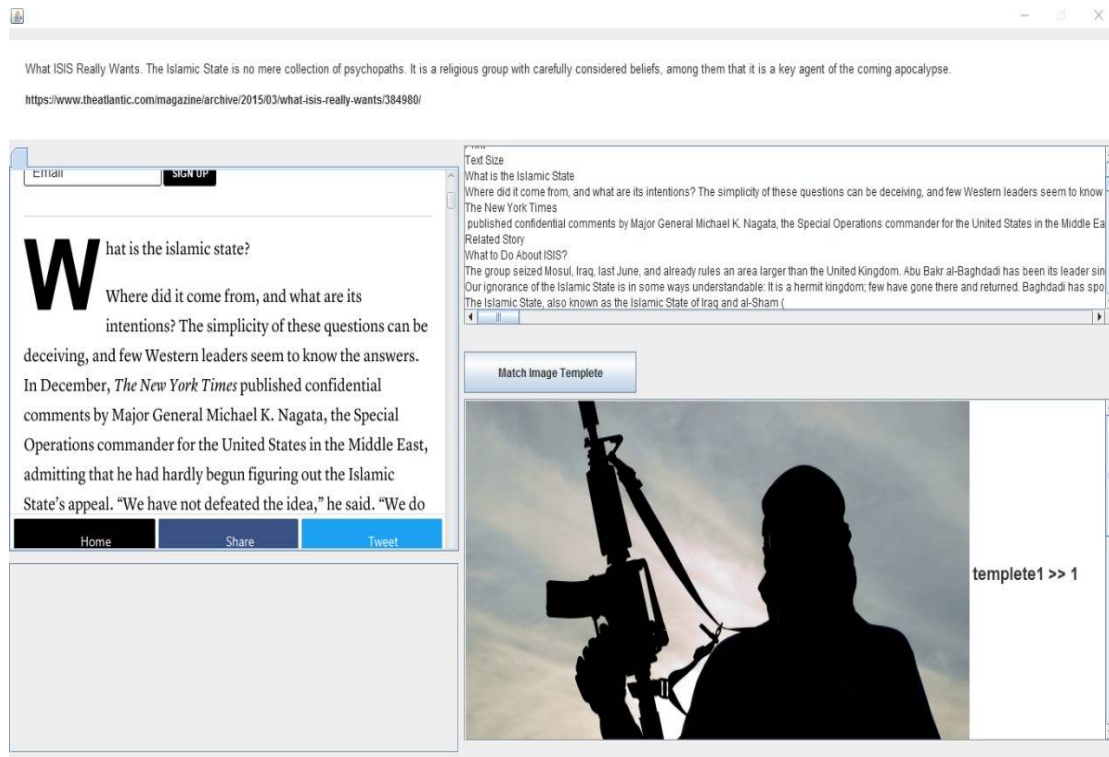 What ISIS Really Wants. The Islamic State is no mere collection of psychopaths. It is a religious group with carefully considered beliefs, among them that it is a key agent of the coming apocalypse.
https://www.theatlantic.com/magazine/archive/2015/03/what-isis-really-wants/384980/
Email
SIGN UP
What is the islamic state?
Where did it come from, and what are its
intentions? The simplicity of these questions can be
deceiving, and few Western leaders seem to know the answers.
In December, The New York Times published confidential
comments by Major General Michael K. Nagata, the Special
Operations commander for the United States in the Middle East,
admitting that he had hardly begun figuring out the Islamic
State’s appeal. “We have not defeated the idea,” he said. “We do
Home
Share
Tweet
Text Size
What is the Islamic State
Where did it come from, and what are its intentions? The simplicity of these questions can be deceiving, and few Western leaders seem to know
The New York Times
published confidential comments by Major General Michael K. Nagata, the Special Operations commander for the United States in the Middle Ea
Related Story
What to Do About ISIS?
The group seized Mosul, Iraq, last June, and already rules an area larger than the United Kingdom. Abu Bakr al-Baghdadi has been its leader sin
Our ignorance of the Islamic State is in some ways understandable: It is a hermit kingdom; few have gone there and returned. Baghdadi has spo
The Islamic State, also known as the Islamic State of Iraq and al-Sham (
Match Image Templete
templete1 >> 1